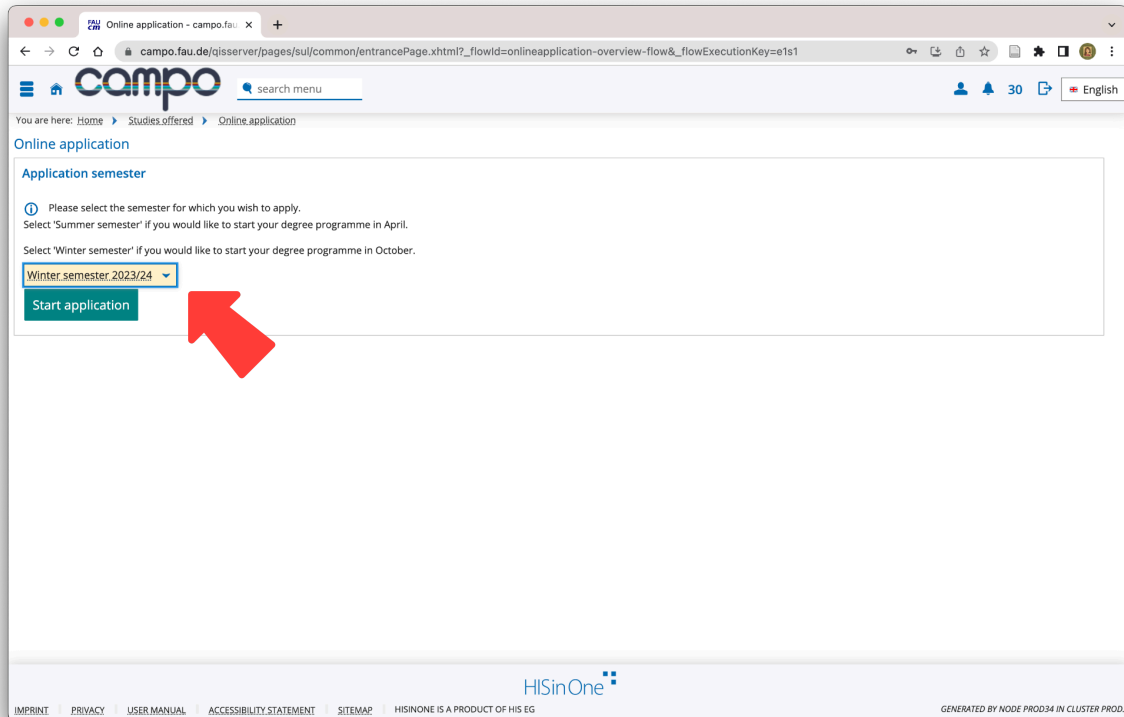 FAU
cm
Online application - campo.fau
campo.fau.de/qisserver/pages/sul/common/entrancePage.xhtml?_flowId=onlineapplication-overview-flow&_flowExecutionKey=e1s1
campo
search menu
30
English
You are here: Home Studies offered Online application
Online application
Application semester
Please select the semester for which you wish to apply.
Select 'Summer semester' if you would like to start your degree programme in April.
Select 'Winter semester' if you would like to start your degree programme in October.
Winter semester 2023/24
Start application
HISinOne
IMPRINT PRIVACY USER MANUAL ACCESSIBILITY STATEMENT SITEMAP HISINONE IS A PRODUCT OF HIS EG GENERATED BY NODE PROD34 IN CLUSTER PROD.